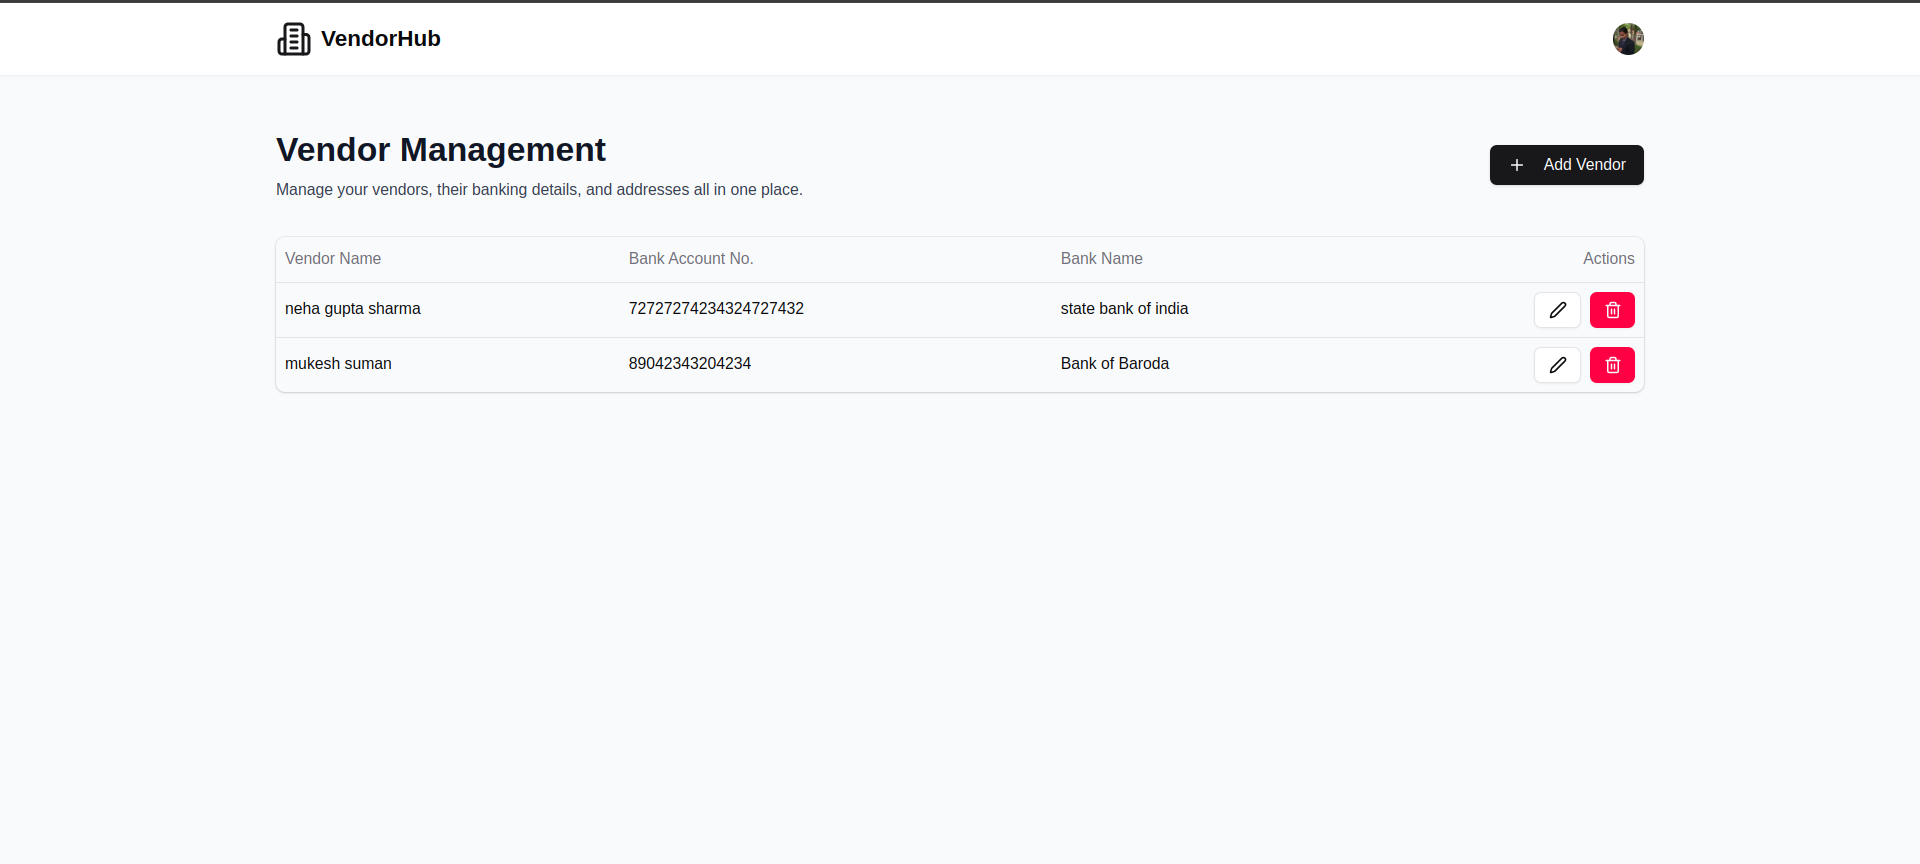 VendorHub
Vendor Management
Manage your vendors, their banking details, and addresses all in one place.
Add Vendor
Vendor Name Bank Account No. Bank Name Actions
neha gupta sharma 72727274234324727432 state bank of india
mukesh suman 89042343204234 Bank of Baroda